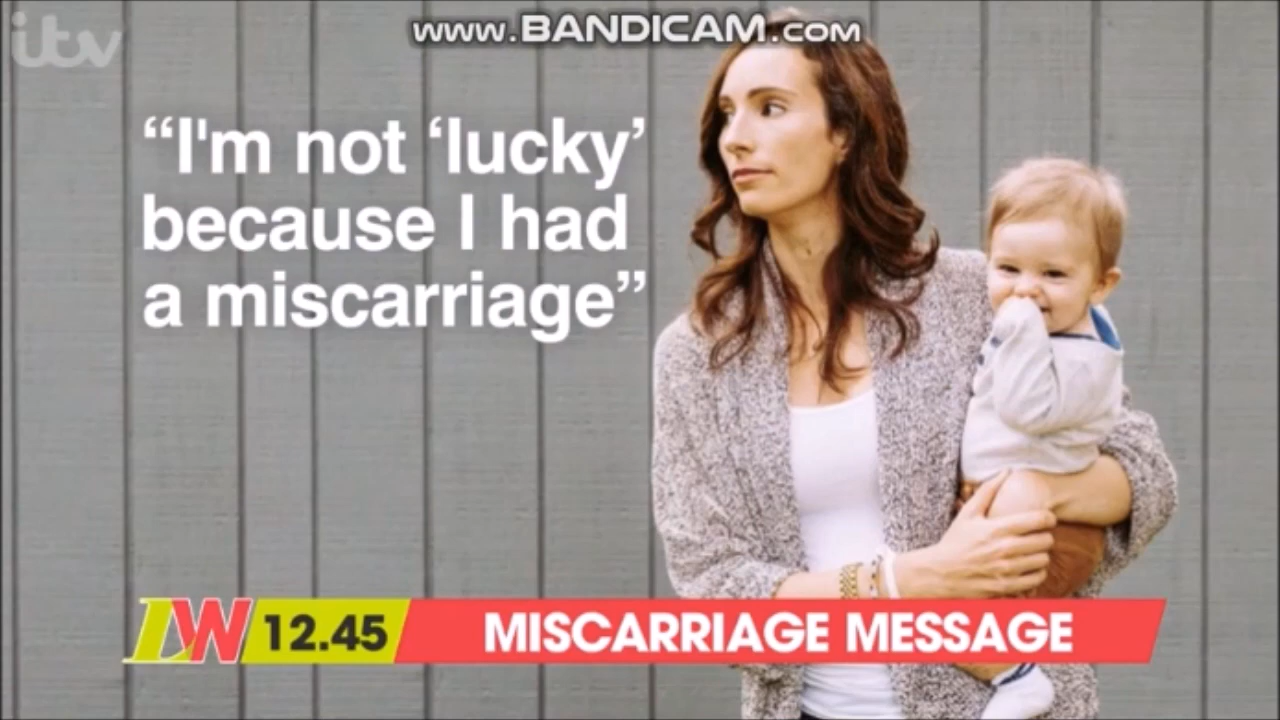 itv
www.BANDICAM.com
“I'm not ‘lucky’
because I had
a miscarriage”
LW 12.45 MISCARRIAGE MESSAGE